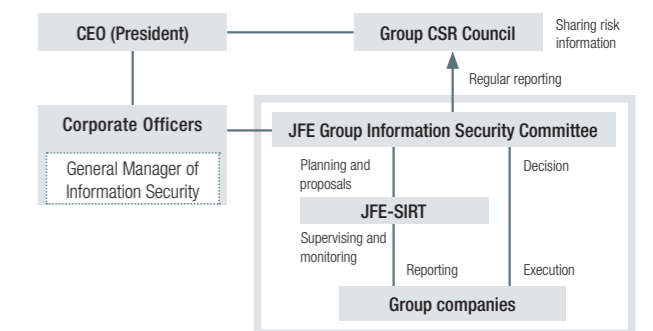 CEO (President)
Group CSR Council
Sharing risk
information
Regular reporting
Corporate Officers
General Manager of
Information Security
JFE Group Information Security Committee
Planning and
proposals
Decision
JFE-SIRT
Supervising and
monitoring
Reporting
Execution
Group companies